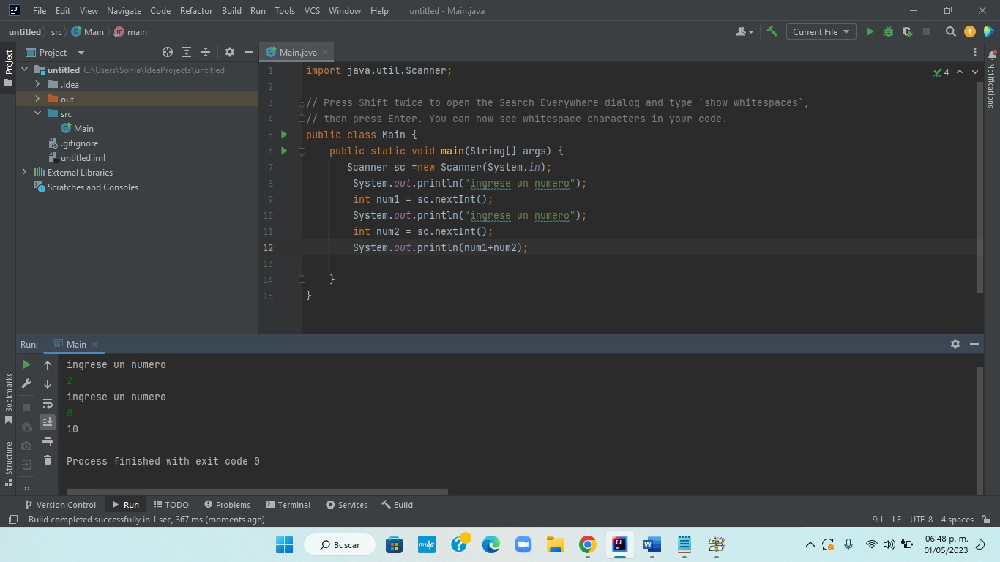 File Edit View Navigate Code Refactor Build Run Tools VCS Window Help untitled - Main.java
untitled src Main main Current File
Project Main.java
untitled C:\Users\Sonia\IdeaProjects\untitled
.idea
out
src
Main
.gitignore
untitled.iml
External Libraries
Scratches and Consoles
Project
Bookmarks
Structure
4
1 import java.util.Scanner;
2
3 // Press Shift twice to open the Search Everywhere dialog and type `show whitespaces`,
4 // then press Enter. You can now see whitespace characters in your code.
5 public class Main {
6 public static void main(String[] args) {
7 Scanner sc =new Scanner(System.in);
8 System.out.println("ingrese un numero");
9 int num1 = sc.nextInt();
10 System.out.println("ingrese un numero");
11 int num2 = sc.nextInt();
12 System.out.println(num1+num2);
13
14 }
15 }
Notifications
Run: Main
ingrese un numero
2
ingrese un numero
8
10
Process finished with exit code 0
Version Control Run TODO Problems Terminal Services Build
Build completed successfully in 1 sec, 367 ms (moments ago) 9:1 LF UTF-8 4 spaces
Buscar
06:48 p. m.
01/05/2023